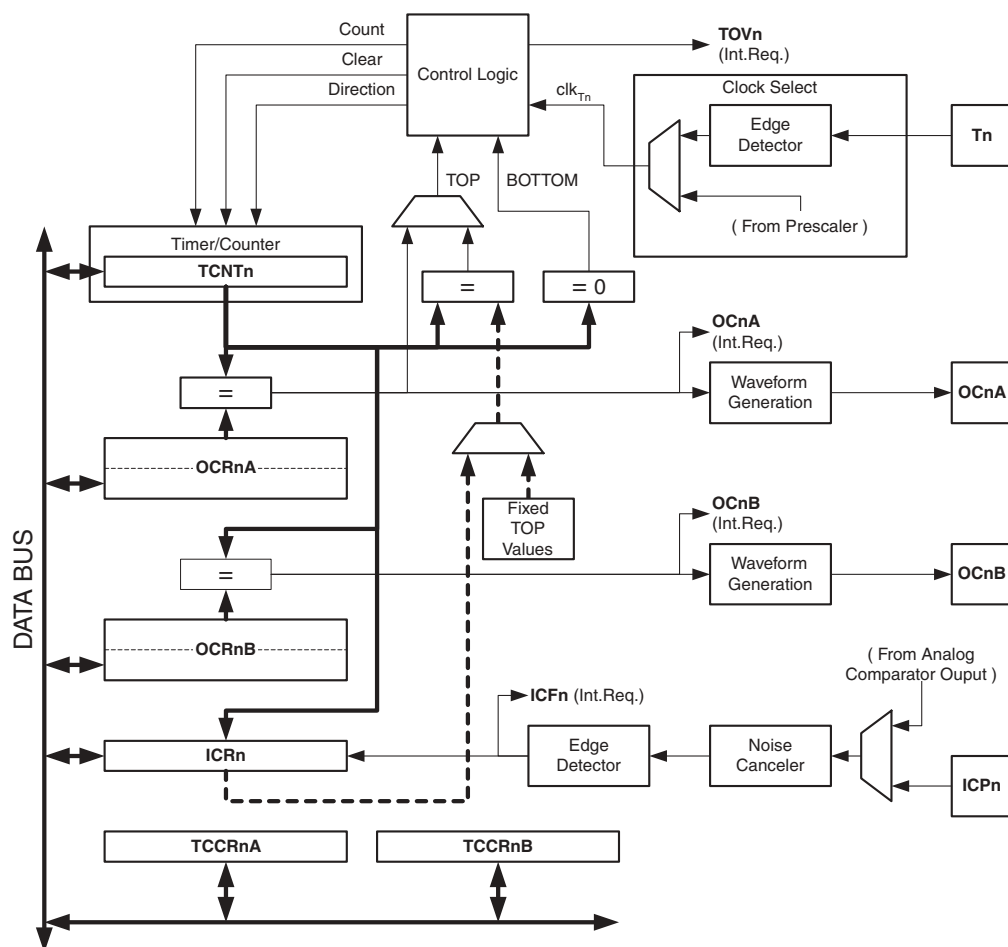 Count
Clear
Direction
Control Logic
TOVn
(Int.Req.)
clkTn
Clock Select
Edge
Detector
Tn
( From Prescaler )
TOP
BOTTOM
Timer/Counter
TCNTn
=
= 0
OCnA
(Int.Req.)
=
Waveform
Generation
OCnA
OCRnA
Fixed
TOP
Values
OCnB
(Int.Req.)
=
Waveform
Generation
OCnB
DATA BUS
OCRnB
( From Analog
Comparator Ouput )
ICFn (Int.Req.)
ICRn
Edge
Detector
Noise
Canceler
ICPn
TCCRnA
TCCRnB